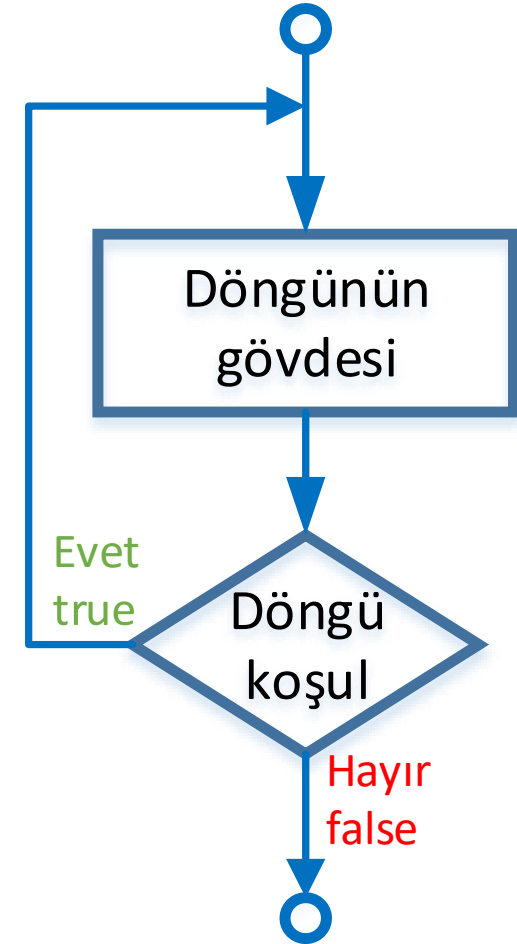 Döngünün
gövdesi
Evet
true
Döngü
koşul
Hayır
false